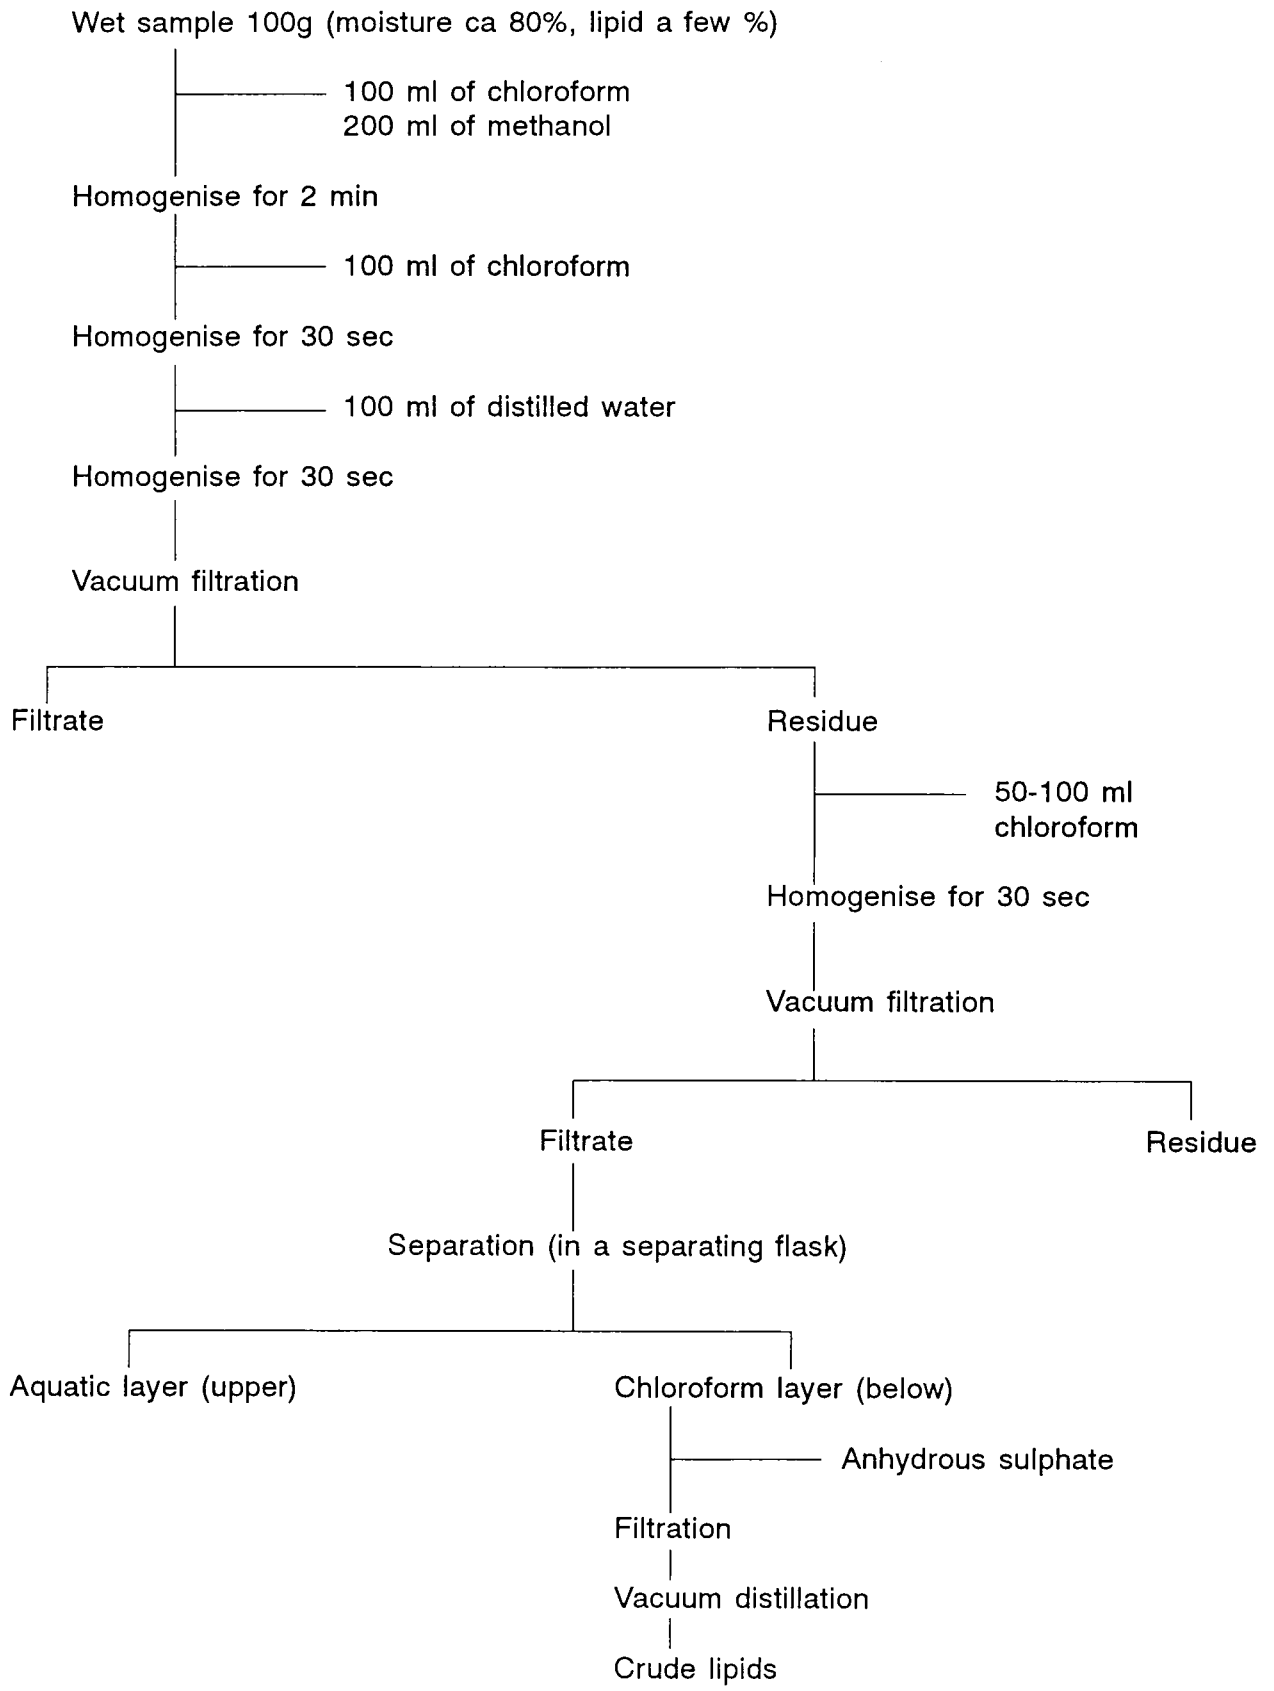 Wet sample 100g (moisture ca 80%, lipid a few %)
100 ml of chloroform
200 ml of methanol
Homogenise for 2 min
100 ml of chloroform
Homogenise for 30 sec
100 ml of distilled water
Homogenise for 30 sec
Vacuum filtration
Filtrate
Residue
50-100 ml
chloroform
Homogenise for 30 sec
Vacuum filtration
Filtrate
Residue
Separation (in a separating flask)
Aquatic layer (upper)
Chloroform layer (below)
Anhydrous sulphate
Filtration
Vacuum distillation
Crude lipids